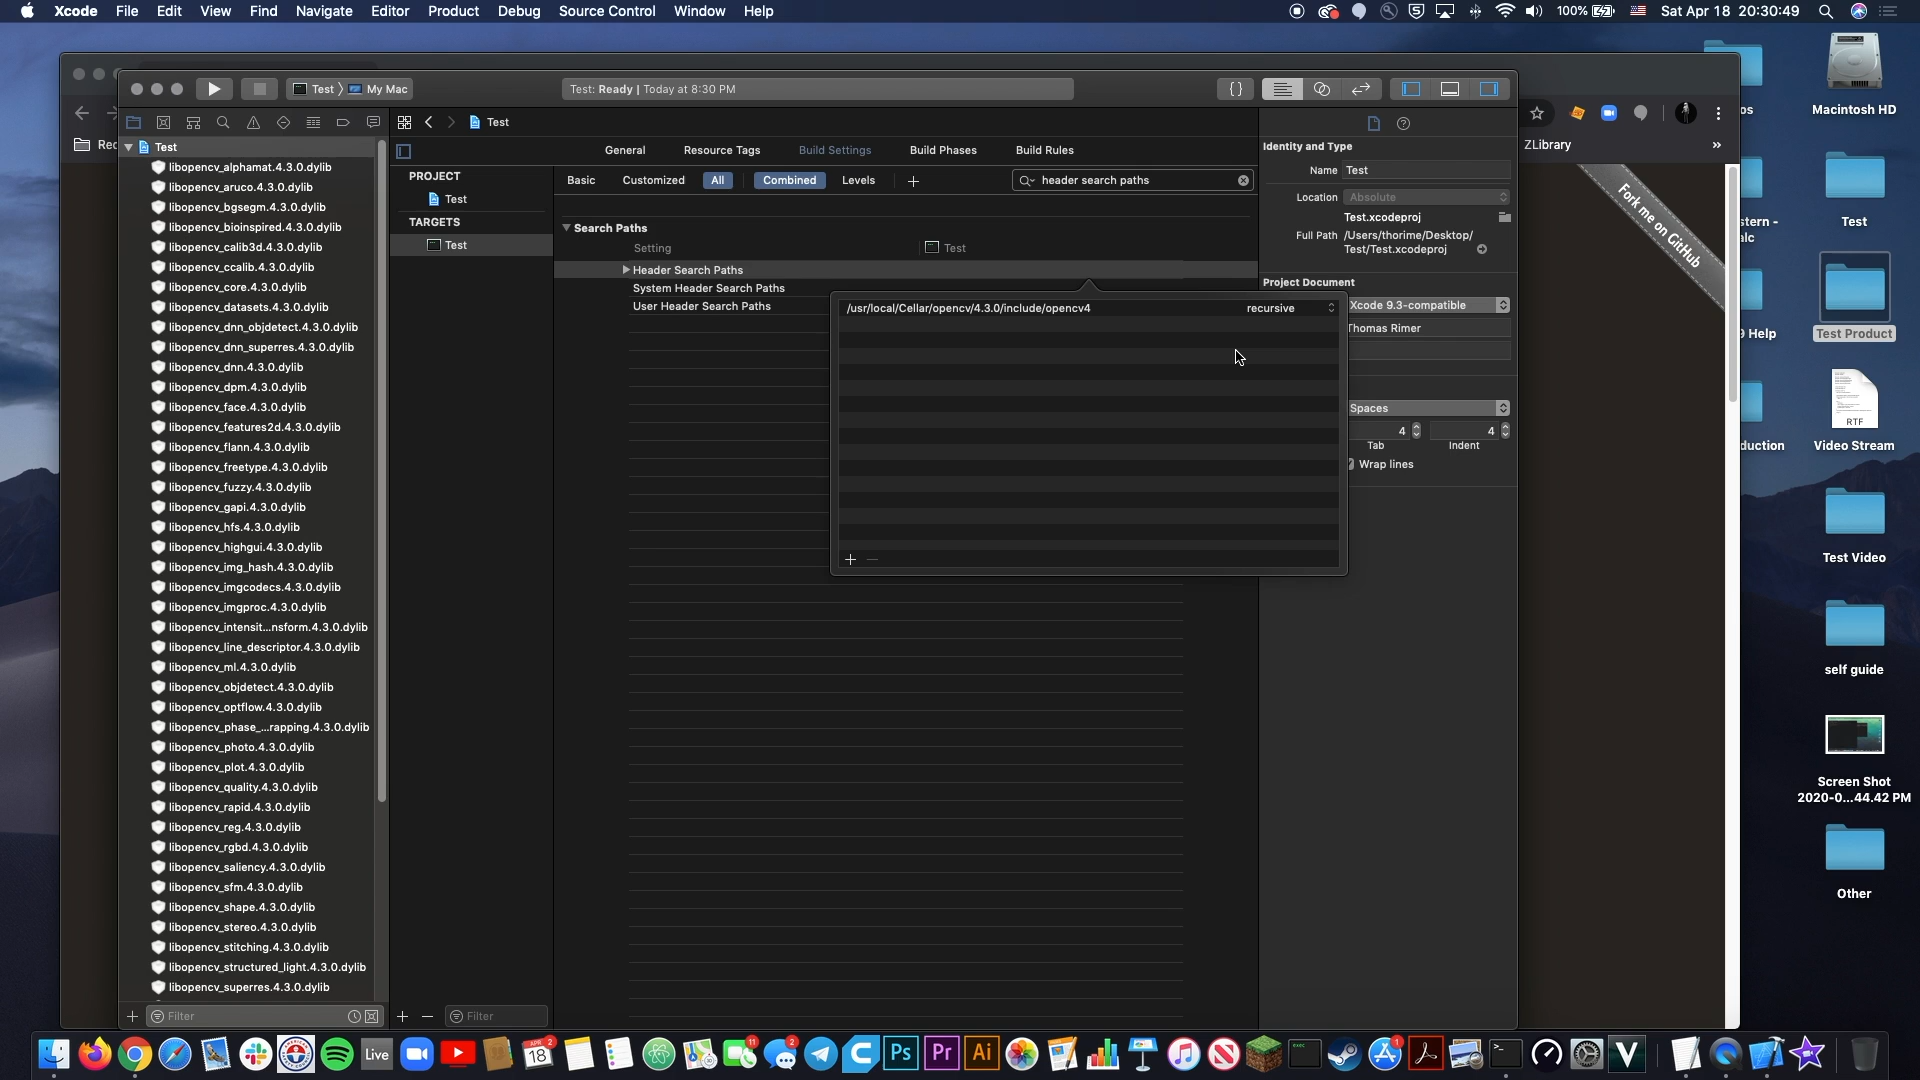 Xcode File Edit View Find Navigate Editor Product Debug Source Control Window Help
100% Sat Apr 18 20:30:49
Test 〉 My Mac
Test: Ready | Today at 8:30 PM
Test
Test
libopencv_alphamat.4.3.0.dylib
libopencv_aruco.4.3.0.dylib
libopencv_bgsegm.4.3.0.dylib
libopencv_bioinspired.4.3.0.dylib
libopencv_calib3d.4.3.0.dylib
libopencv_ccalib.4.3.0.dylib
libopencv_core.4.3.0.dylib
libopencv_datasets.4.3.0.dylib
libopencv_dnn_objdetect.4.3.0.dylib
libopencv_dnn_superres.4.3.0.dylib
libopencv_dnn.4.3.0.dylib
libopencv_dpm.4.3.0.dylib
libopencv_face.4.3.0.dylib
libopencv_features2d.4.3.0.dylib
libopencv_flann.4.3.0.dylib
libopencv_freetype.4.3.0.dylib
libopencv_fuzzy.4.3.0.dylib
libopencv_gapi.4.3.0.dylib
libopencv_hfs.4.3.0.dylib
libopencv_highgui.4.3.0.dylib
libopencv_img_hash.4.3.0.dylib
libopencv_imgcodecs.4.3.0.dylib
libopencv_imgproc.4.3.0.dylib
libopencv_intensit...nsform.4.3.0.dylib
libopencv_line_descriptor.4.3.0.dylib
libopencv_ml.4.3.0.dylib
libopencv_objdetect.4.3.0.dylib
libopencv_optflow.4.3.0.dylib
libopencv_phase_...rapping.4.3.0.dylib
libopencv_photo.4.3.0.dylib
libopencv_plot.4.3.0.dylib
libopencv_quality.4.3.0.dylib
libopencv_rapid.4.3.0.dylib
libopencv_reg.4.3.0.dylib
libopencv_rgbd.4.3.0.dylib
libopencv_saliency.4.3.0.dylib
libopencv_sfm.4.3.0.dylib
libopencv_shape.4.3.0.dylib
libopencv_stereo.4.3.0.dylib
libopencv_stitching.4.3.0.dylib
libopencv_structured_light.4.3.0.dylib
libopencv_superres.4.3.0.dylib
Filter
General Resource Tags Build Settings Build Phases Build Rules
PROJECT
Test
TARGETS
Test
Filter
Basic Customized All Combined Levels + header search paths
Search Paths
Setting Test
Header Search Paths
System Header Search Paths
User Header Search Paths
/usr/local/Cellar/opencv/4.3.0/include/opencv4 recursive
Identity and Type
Name Test
Location Absolute
Test.xcodeproj
Full Path /Users/thorime/Desktop/
Test/Test.xcodeproj
Project Document
Xcode 9.3-compatible
Thomas Rimer
Spaces
4 4
Tab Indent
Wrap lines
Rec
ZLibrary
Fork me on GitHub
Macintosh HD
Test
Test Product
RTF
Video Stream
Test Video
self guide
Screen Shot
2020-0...44.42 PM
Other
os
stern -
alc
9 Help
duction
APR
18
2
Live
11
2
Ps
Pr
Ai
1